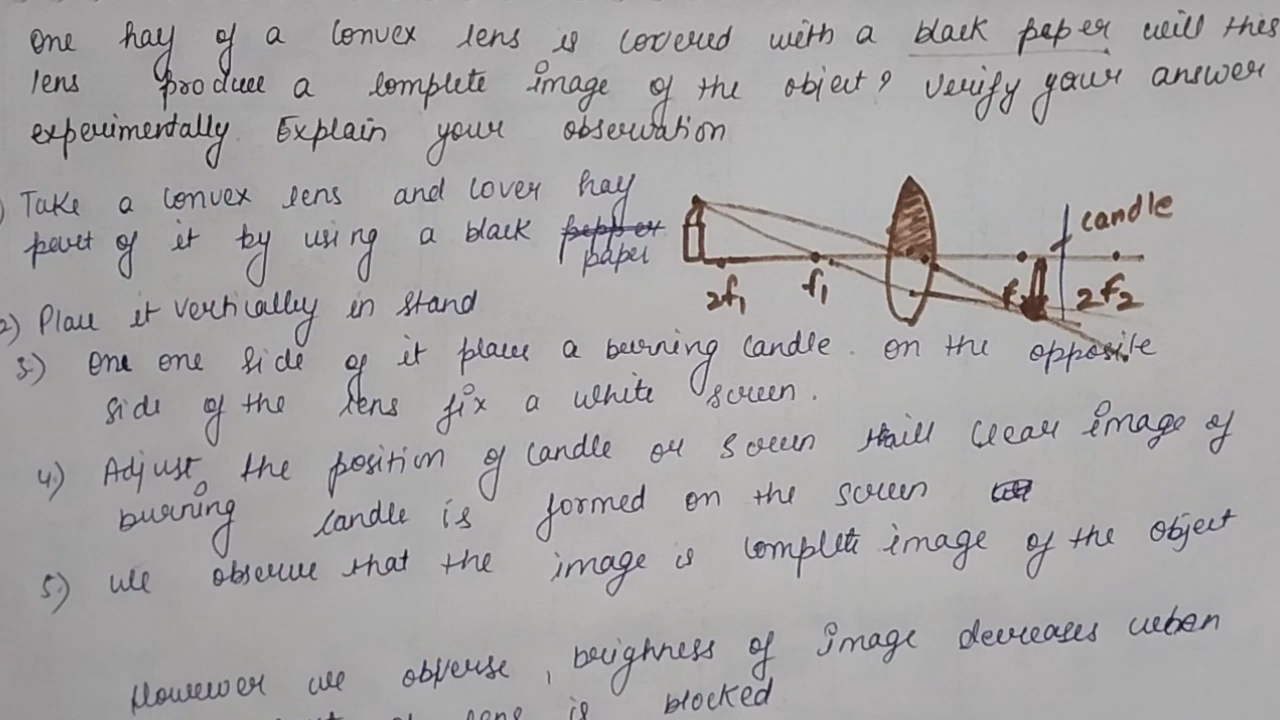 One hay of a convex lens is covered with a black paper will this
lens produce a complete image of the object? Verify your answer
experimentally. Explain your observation
) Take a convex lens and cover hay
part of it by using a black
paper
2) Place it vertically in stand
3) One one side of it place a burning candle. on the opposite
side of the lens fix a white screen.
4.) Adjust the position of candle or screen till clear image of
burning candle is formed on the screen
5.) We observe that the image is complete image of the object
However we observe, brighness of image decreases when
lens is blocked
candle
2f1
f1
f
2f2